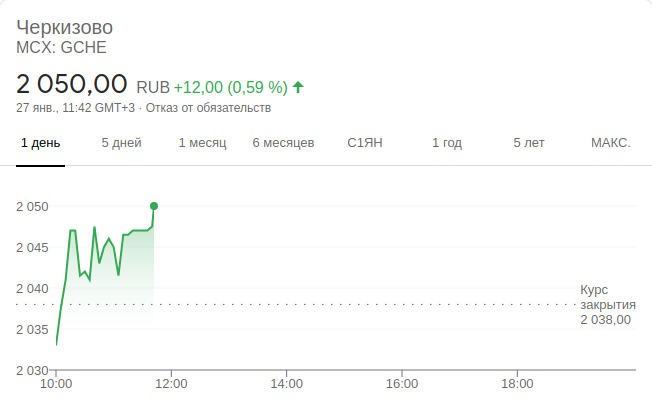 Черкизово
MCX: GCHE
2 050,00 RUB +12,00 (0,59 %)
27 янв., 11:42 GMT+3 · Отказ от обязательств
1 день 5 дней 1 месяц 6 месяцев С1ЯН 1 год 5 лет МАКС.
2 050
2 045
2 040
2 035
2 030
Курс
закрытия
2 038,00
10:00 12:00 14:00 16:00 18:00